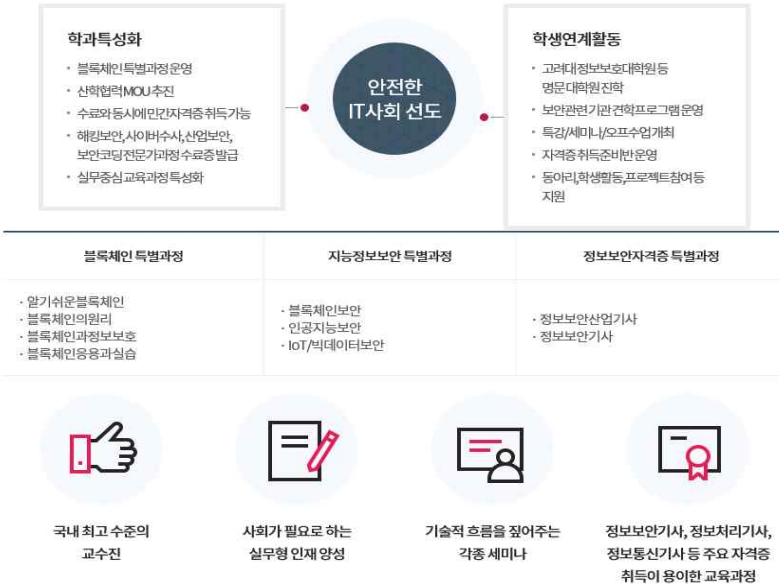 학과특성화
• 블록체인 특별과정 운영
• 산학협력 MOU 추진
• 수료와 동시에 민간자격증 취득 가능
• 해킹보안, 사이버수사, 산업보안,
보안코딩 전문가과정 수료증 발급
• 실무중심 교육과정 특성화
안전한
IT사회 선도
학생연계활동
• 고려대 정보보호대학원 등
명문 대학원 진학
• 보안관련 기관 견학 프로그램 운영
• 특강/세미나/오프수업 개최
• 자격증 취득준비반 운영
• 동아리, 학생활동, 프로젝트 참여 등
지원
블록체인 특별과정
지능정보보안 특별과정
정보보안자격증 특별과정
· 알기쉬운블록체인
· 블록체인의원리
· 블록체인과정보보호
· 블록체인응용과실습
· 블록체인보안
· 인공지능보안
· IoT/빅데이터보안
· 정보보안산업기사
· 정보보안기사
국내 최고 수준의
교수진
사회가 필요로 하는
실무형 인재 양성
기술적 흐름을 짚어주는
각종 세미나
정보보안기사, 정보처리기사,
정보통신기사 등 주요 자격증
취득이 용이한 교육과정